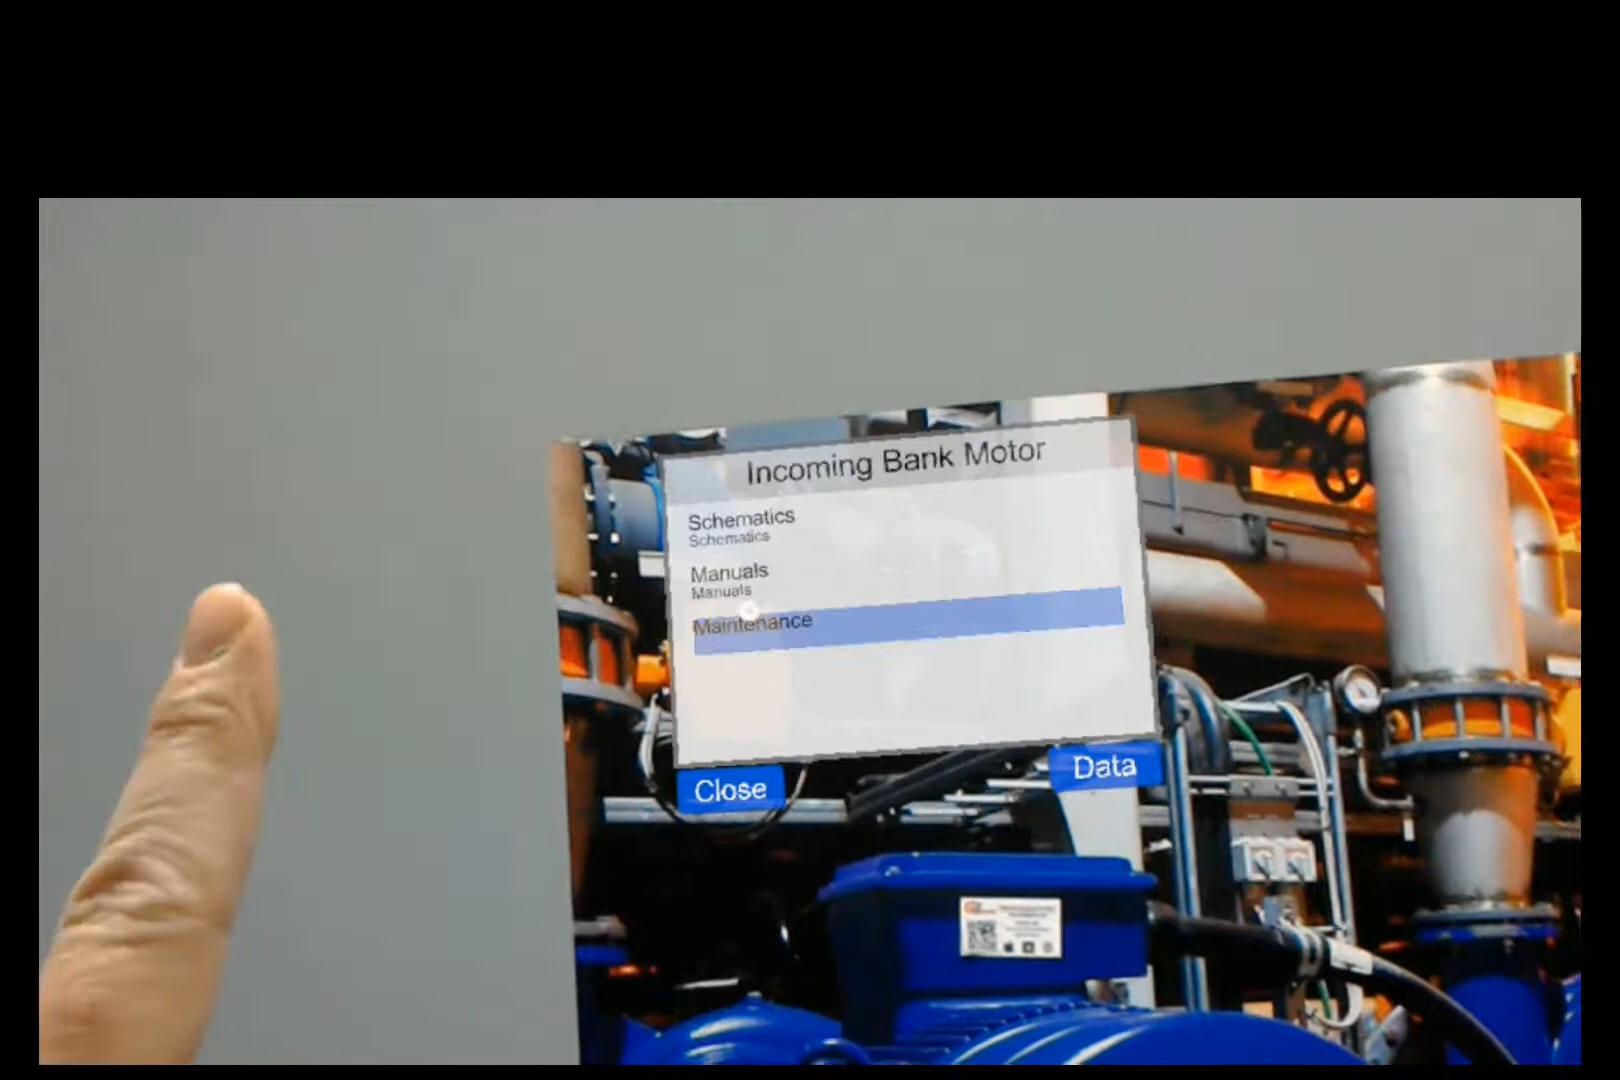 Incoming Bank Motor
Schematics
Schematics
Manuals
Manuals
Maintenance
Close
Data